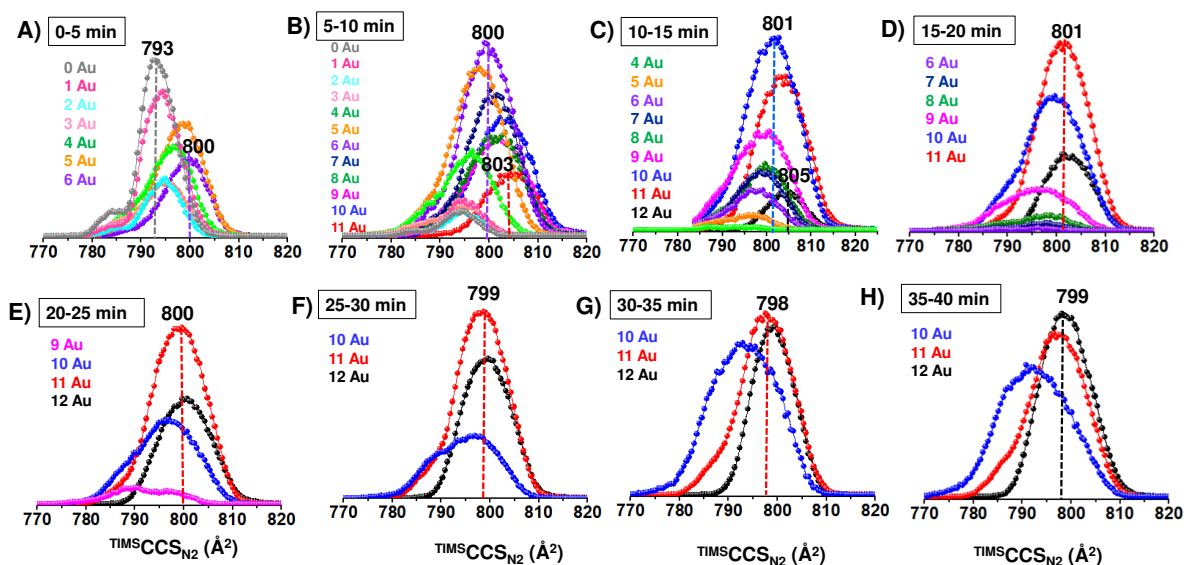 A) 0-5 min
793
0 Au
1 Au
2 Au
3 Au
4 Au
5 Au
6 Au
800
770 780 790 800 810 820
B) 5-10 min
800
0 Au
1 Au
2 Au
3 Au
4 Au
5 Au
6 Au
7 Au
8 Au
9 Au
10 Au
11 Au
803
770 780 790 800 810 820
C) 10-15 min
801
4 Au
5 Au
6 Au
7 Au
8 Au
9 Au
10 Au
11 Au
12 Au
805
770 780 790 800 810 820
D) 15-20 min
801
6 Au
7 Au
8 Au
9 Au
10 Au
11 Au
770 780 790 800 810 820
E) 20-25 min
800
9 Au
10 Au
11 Au
12 Au
770 780 790 800 810 820
TIMSCCSN2 (Å2)
F) 25-30 min
799
10 Au
11 Au
12 Au
770 780 790 800 810 820
TIMSCCSN2 (Å2)
G) 30-35 min
798
10 Au
11 Au
12 Au
770 780 790 800 810 820
TIMSCCSN2 (Å2)
H) 35-40 min
799
10 Au
11 Au
12 Au
770 780 790 800 810 820
TIMSCCSN2 (Å2)